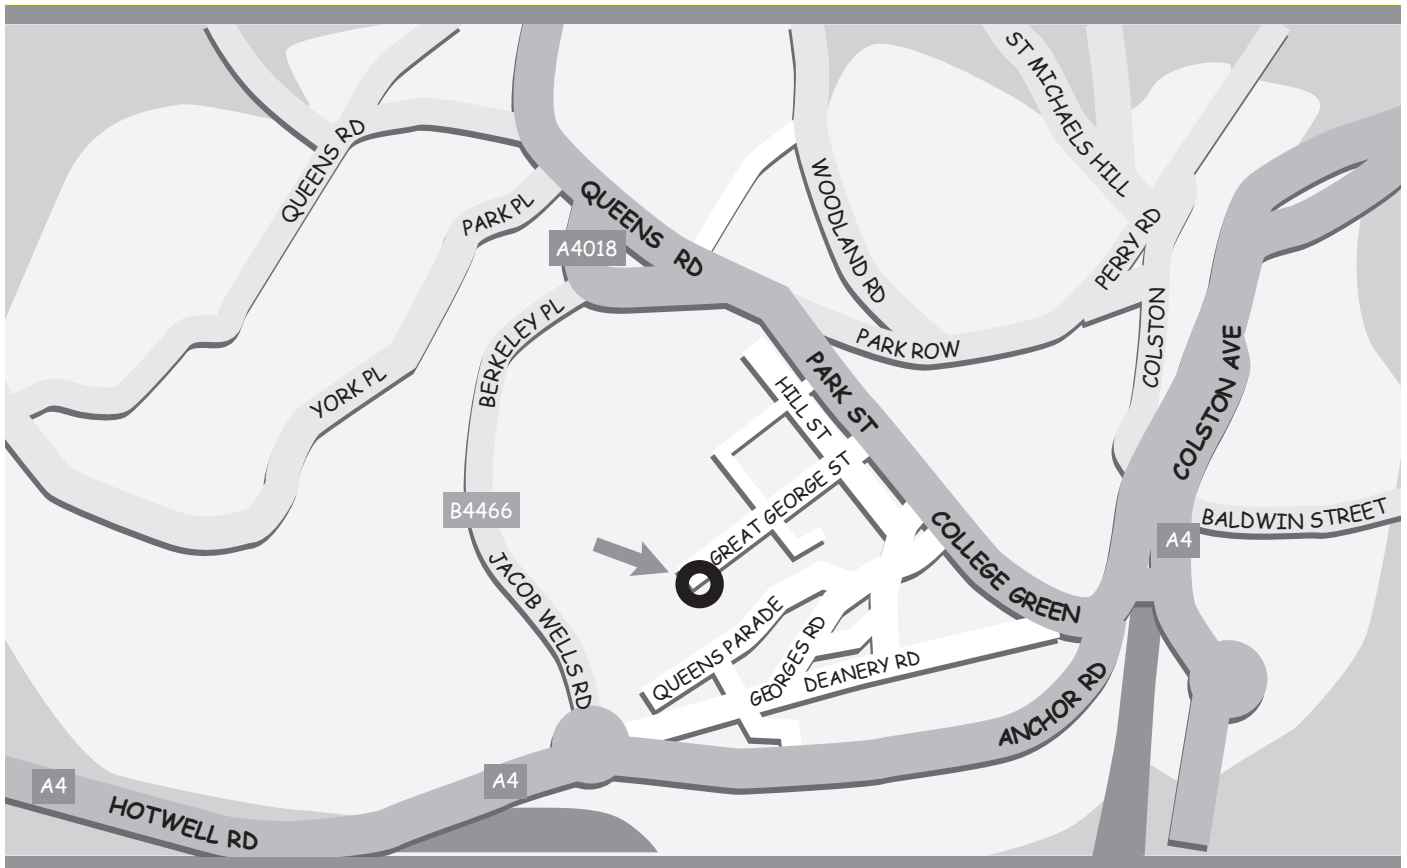 ST MICHAELS HILL
QUEENS RD
WOODLAND RD
PARK PL
QUEENS RD
PERRY RD
A4018
BERKELEY PL
COLSTON
PARK ROW
COLSTON AVE
YORK PL
HILL ST
PARK ST
GREAT GEORGE ST
B4466
BALDWIN STREET
A4
COLLEGE GREEN
JACOB WELLS RD
QUEENS PARADE
GEORGES RD
DEANERY RD
ANCHOR RD
A4
A4
HOTWELL RD